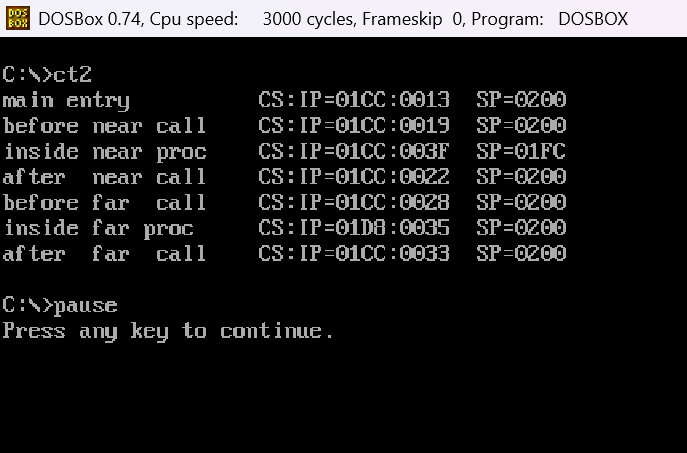 DOS
BOX
DOSBox 0.74, Cpu speed:     3000 cycles, Frameskip  0, Program:   DOSBOX
C:\>ct2
main entry          CS:IP=01CC:0013  SP=0200
before near call    CS:IP=01CC:0019  SP=0200
inside near proc    CS:IP=01CC:003F  SP=01FC
after  near call    CS:IP=01CC:0022  SP=0200
before far  call    CS:IP=01CC:0028  SP=0200
inside far proc     CS:IP=01D8:0035  SP=0200
after  far  call    CS:IP=01CC:0033  SP=0200
C:\>pause
Press any key to continue.